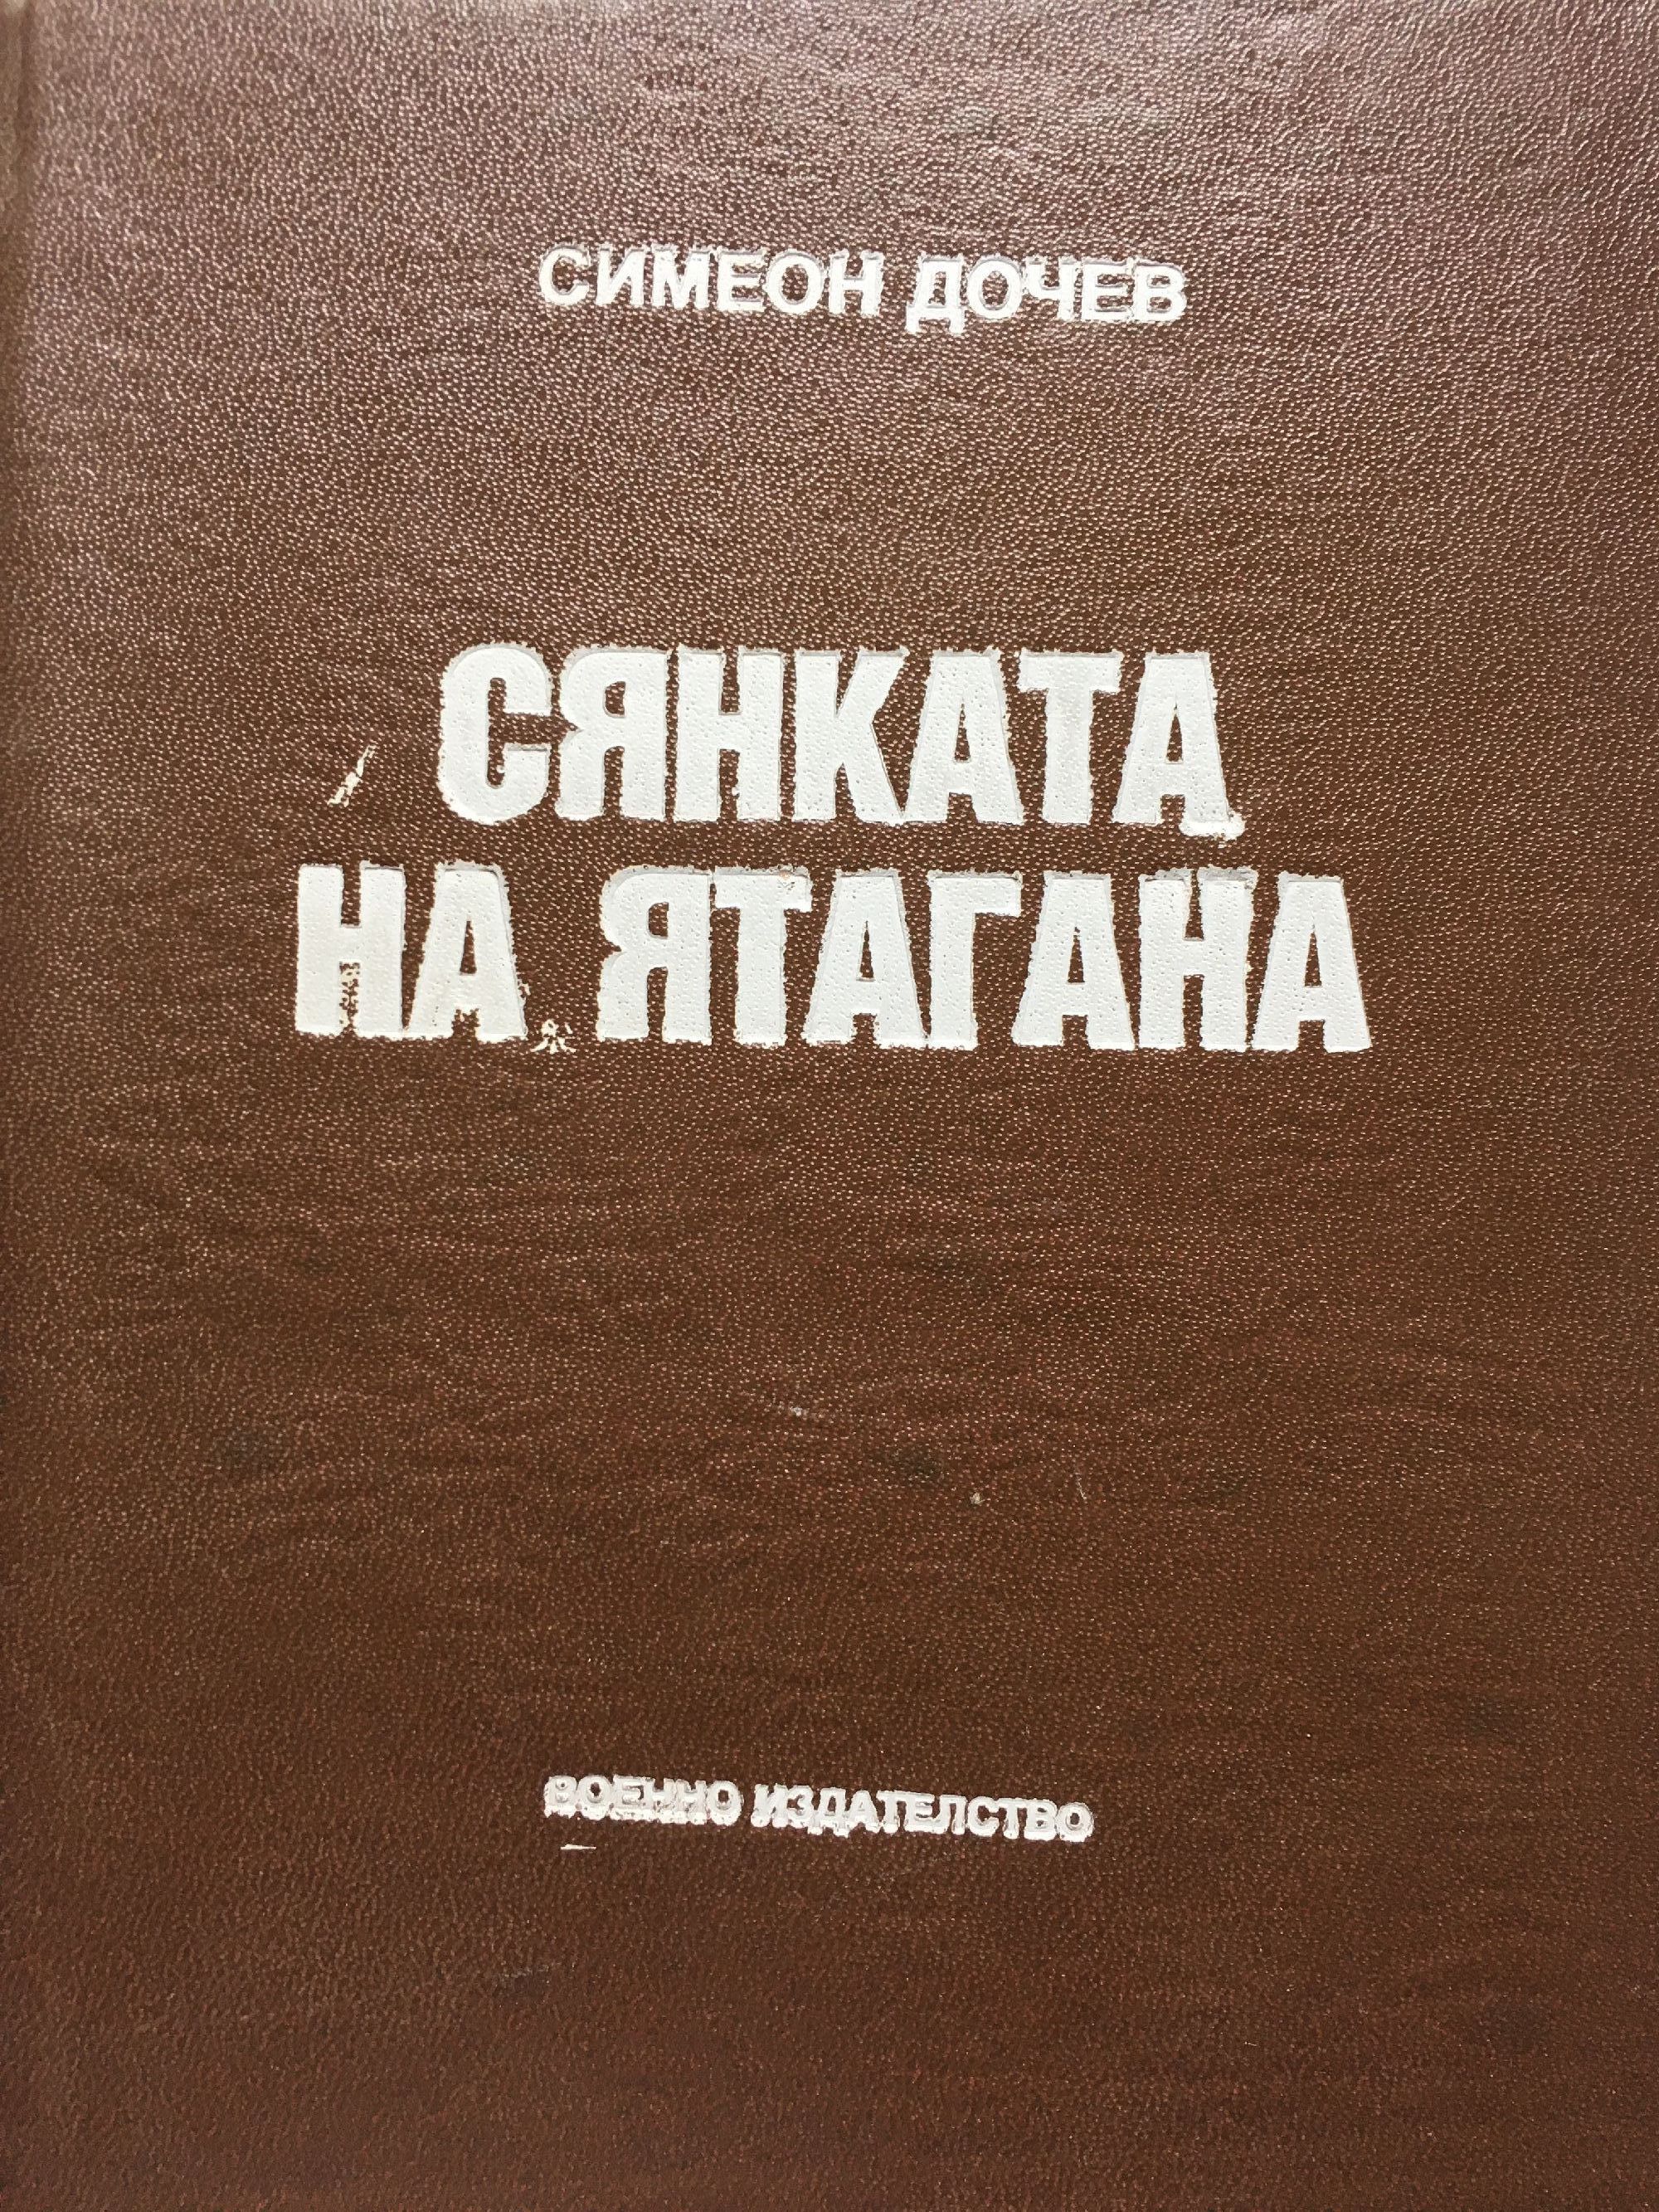 СИМЕОН ДОЧЕВ
СЯНКАТА
НА ЯТАГАНА
ВОЕННО ИЗДАТЕЛСТВО